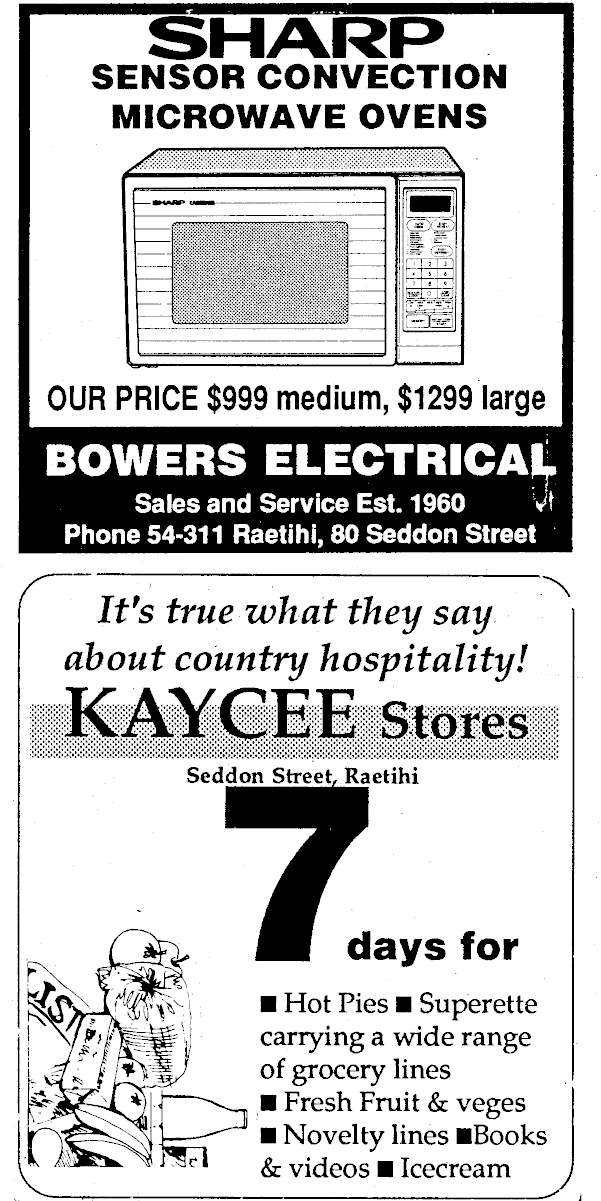 SHARP
SENSOR CONVECTION
MICROWAVE OVENS
SHARP
OUR PRICE $999 medium, $1299 large
BOWERS ELECTRICAL
Sales and Service Est. 1960
Phone 54-311 Raetihi, 80 Seddon Street
It's true what they say
about country hospitality!
KAYCEE Stores
Seddon Street, Raetihi
7
days for
■ Hot Pies ■ Superette
carrying a wide range
of grocery lines
■ Fresh Fruit & veges
■ Novelty lines ■Books
& videos ■ Icecream
LIST